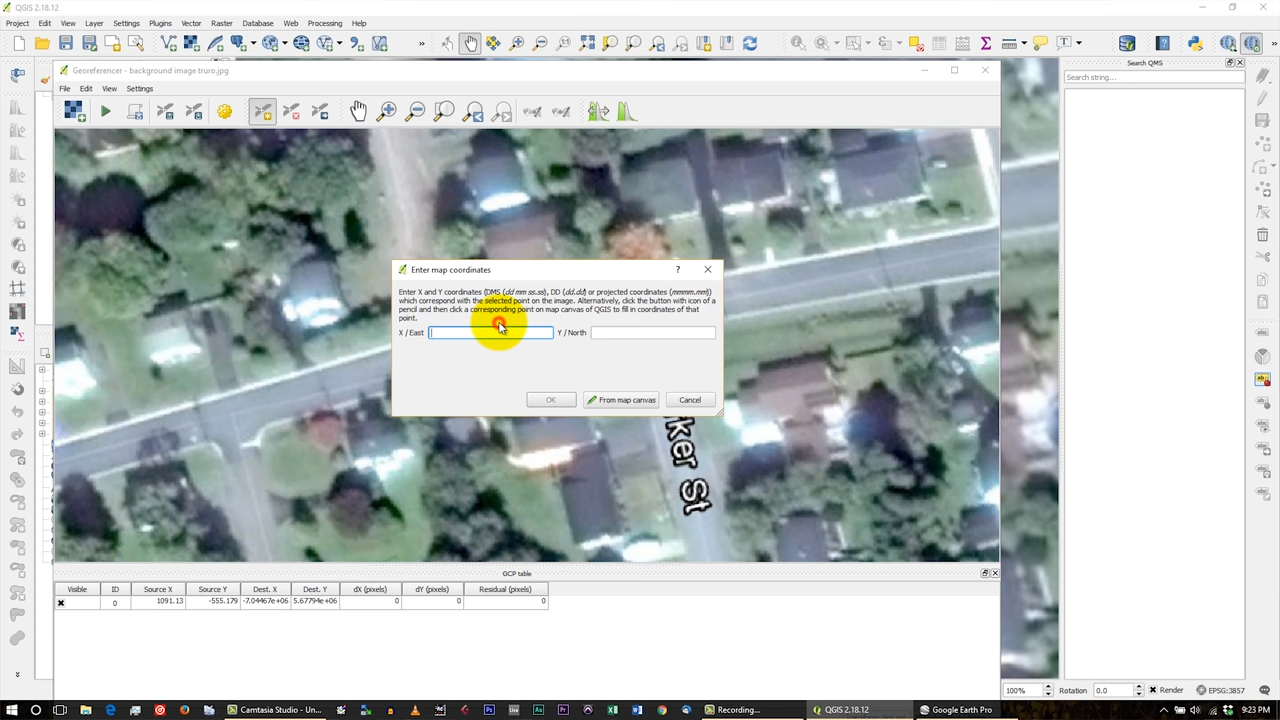 QGIS 2.18.12
Project Edit View Layer Settings Plugins Vector Raster Database Web Processing Help
Georeferencer - background image truro.jpg
File Edit View Settings
Search QMS
Search string...
Enter map coordinates
Enter X and Y coordinates (DMS (dd mm ss.ss), DD (dd.dd) or projected coordinates (mmmm.mm))
which correspond with the selected point on the image. Alternatively, click the button with icon of a
pencil and then click a corresponding point on map canvas of QGIS to fill in coordinates of that
point.
X / East Y / North
OK From map canvas Cancel
ker St
GCP table
Visible ID Source X Source Y Dest. X Dest. Y dX (pixels) dY (pixels) Residual (pixels)
0 1091.13 -555.179 -7.04467e+06 5.67794e+06 0 0 0
100% Rotation 0.0 Render EPSG:3857
Camtasia Studio - Un... Recording... QGIS 2.18.12 Google Earth Pro 9:23 PM